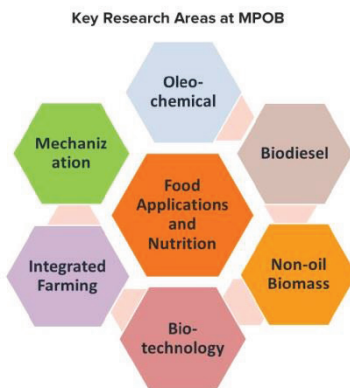 Key Research Areas at MPOB
Oleo-
chemical
Mechaniz
ation
Biodiesel
Food
Applications
and
Nutrition
Integrated
Farming
Non-oil
Biomass
Bio-
technology